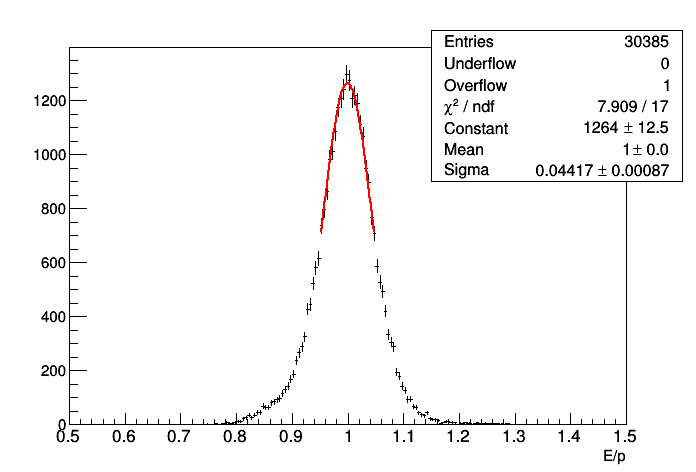 Entries 30385
Underflow 0
Overflow 1
χ² / ndf 7.909 / 17
Constant 1264 ± 12.5
Mean 1 ± 0.0
Sigma 0.04417 ± 0.00087
1200
1000
800
600
400
200
0
0.5 0.6 0.7 0.8 0.9 1 1.1 1.2 1.3 1.4 1.5
E/p